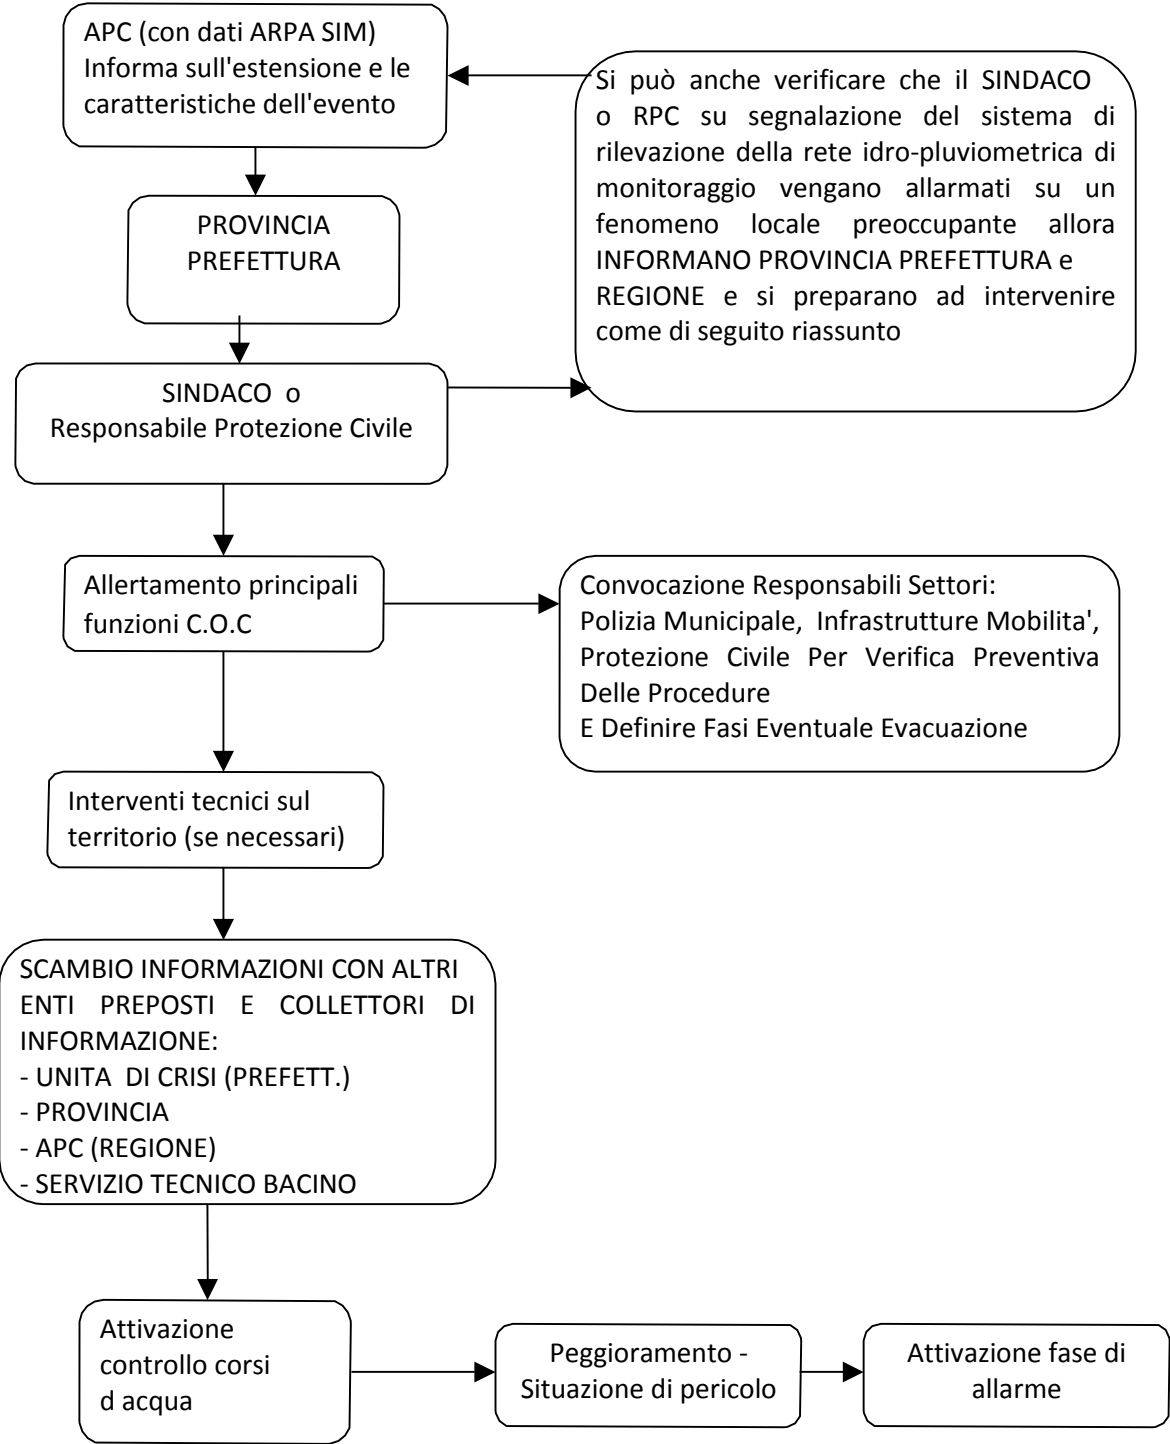 APC (con dati ARPA SIM)
Informa sull'estensione e le
caratteristiche dell'evento
Si può anche verificare che il SINDACO
o RPC su segnalazione del sistema di
rilevazione della rete idro-pluviometrica di
monitoraggio vengano allarmati su un
fenomeno locale preoccupante allora
INFORMANO PROVINCIA PREFETTURA e
REGIONE e si preparano ad intervenire
come di seguito riassunto
PROVINCIA
PREFETTURA
SINDACO o
Responsabile Protezione Civile
Allertamento principali
funzioni C.O.C
Convocazione Responsabili Settori:
Polizia Municipale, Infrastrutture Mobilita',
Protezione Civile Per Verifica Preventiva
Delle Procedure
E Definire Fasi Eventuale Evacuazione
Interventi tecnici sul
territorio (se necessari)
SCAMBIO INFORMAZIONI CON ALTRI
ENTI PREPOSTI E COLLETTORI DI
INFORMAZIONE:
- UNITA DI CRISI (PREFETT.)
- PROVINCIA
- APC (REGIONE)
- SERVIZIO TECNICO BACINO
Attivazione
controllo corsi
d acqua
Peggioramento -
Situazione di pericolo
Attivazione fase di
allarme